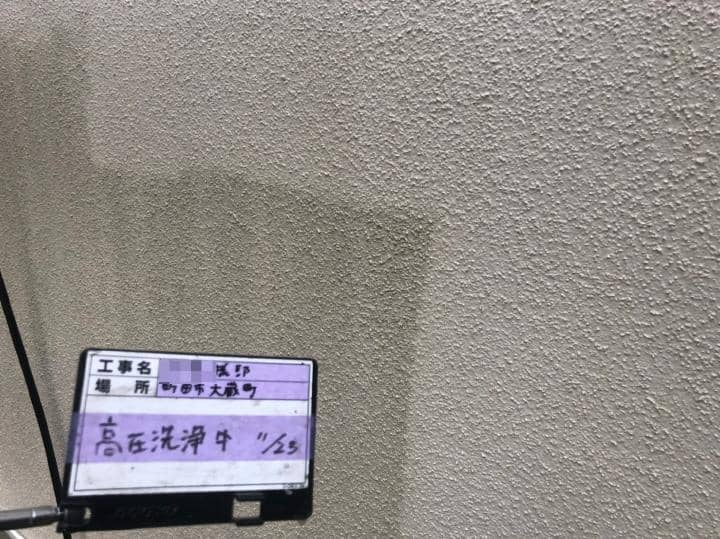 工事名 様邸
場所 町田市大蔵町
高圧洗浄中 11/25